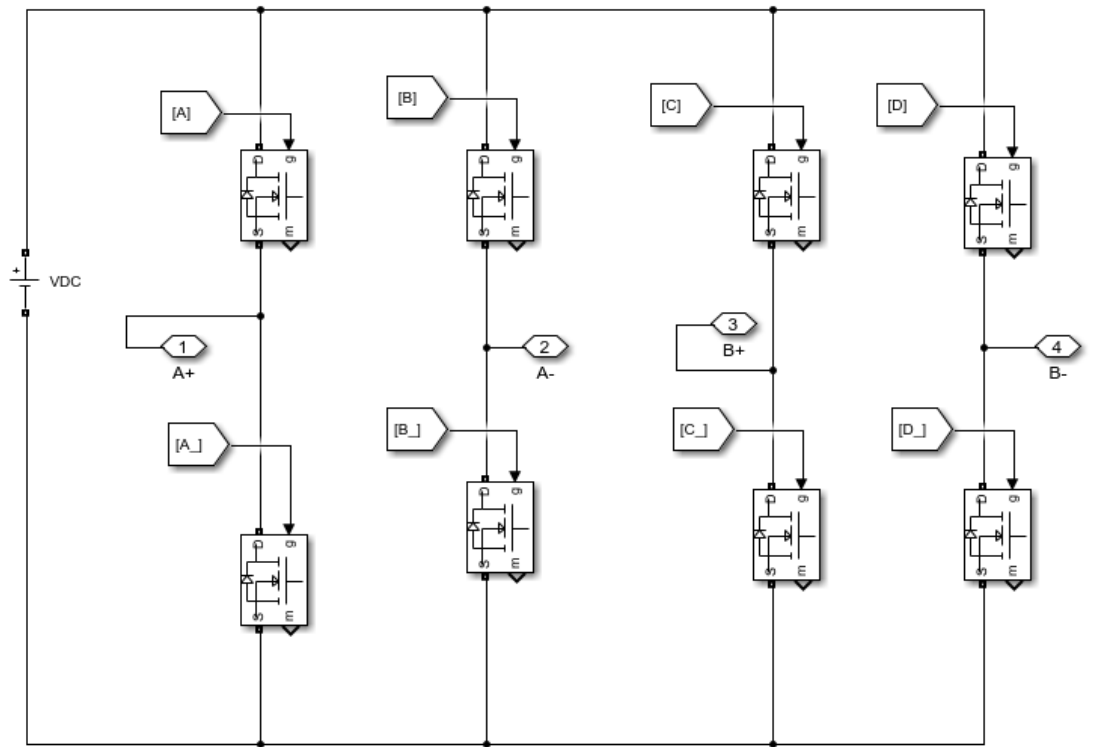 [A]
[B]
[C]
[D]
D g
D g
D g
D g
S m
S m
S m
S m
+
VDC
1
A+
2
A-
3
B+
4
B-
[A_]
[B_]
[C_]
[D_]
D g
D g
D g
D g
S m
S m
S m
S m